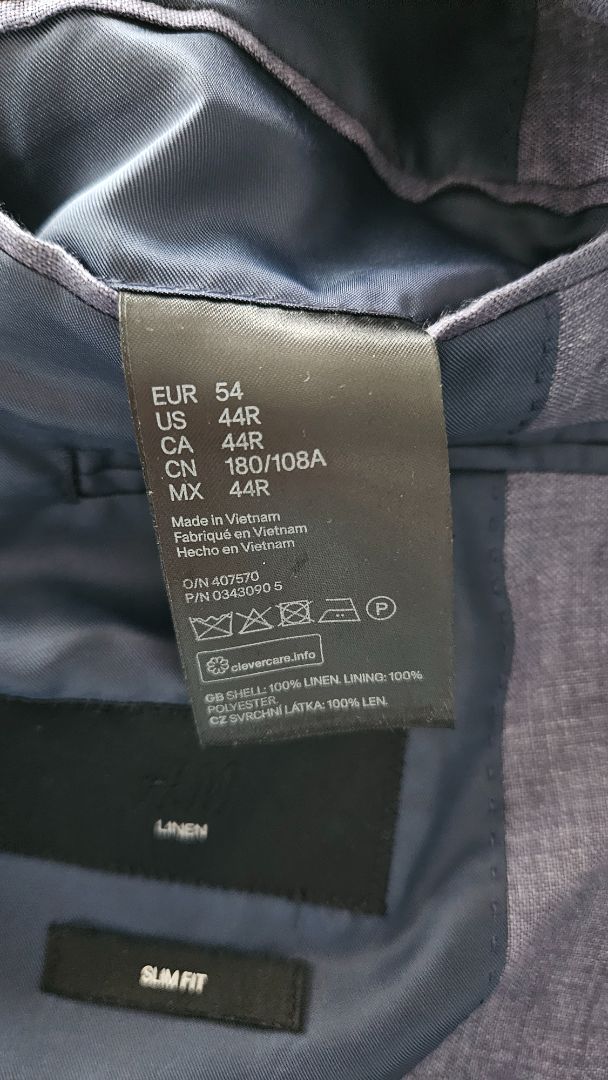 EUR 54
US 44R
CA 44R
CN 180/108A
MX 44R
Made in Vietnam
Fabriqué en Vietnam
Hecho en Vietnam
O/N 407570
P/N 0343090 5
P
clevercare.info
GB SHELL: 100% LINEN. LINING: 100%
POLYESTER.
CZ SVRCHNÍ LÁTKA: 100% LEN.
LINEN
SLIM FIT